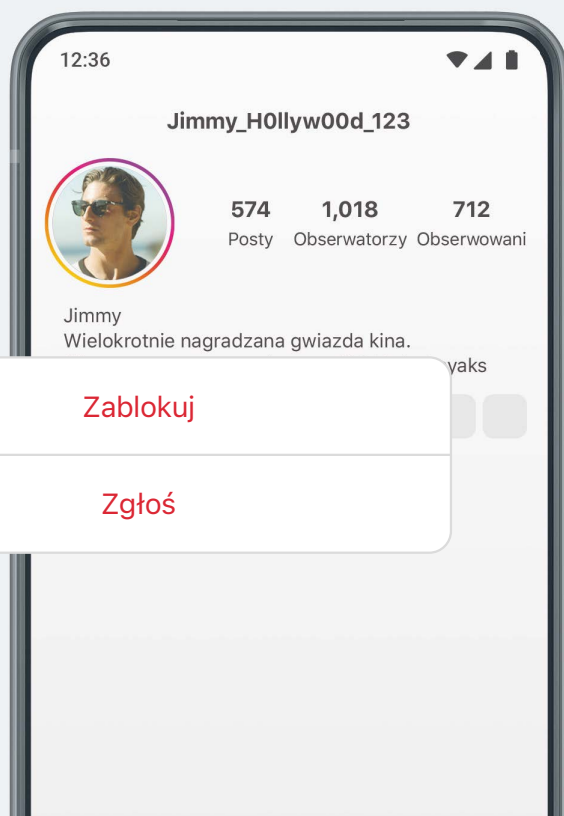 12:36
Jimmy_H0llyw00d_123
574 1,018 712
Posty Obserwatorzy Obserwowani
Jimmy
Wielokrotnie nagradzana gwiazda kina.
Zablokuj
Zgłoś